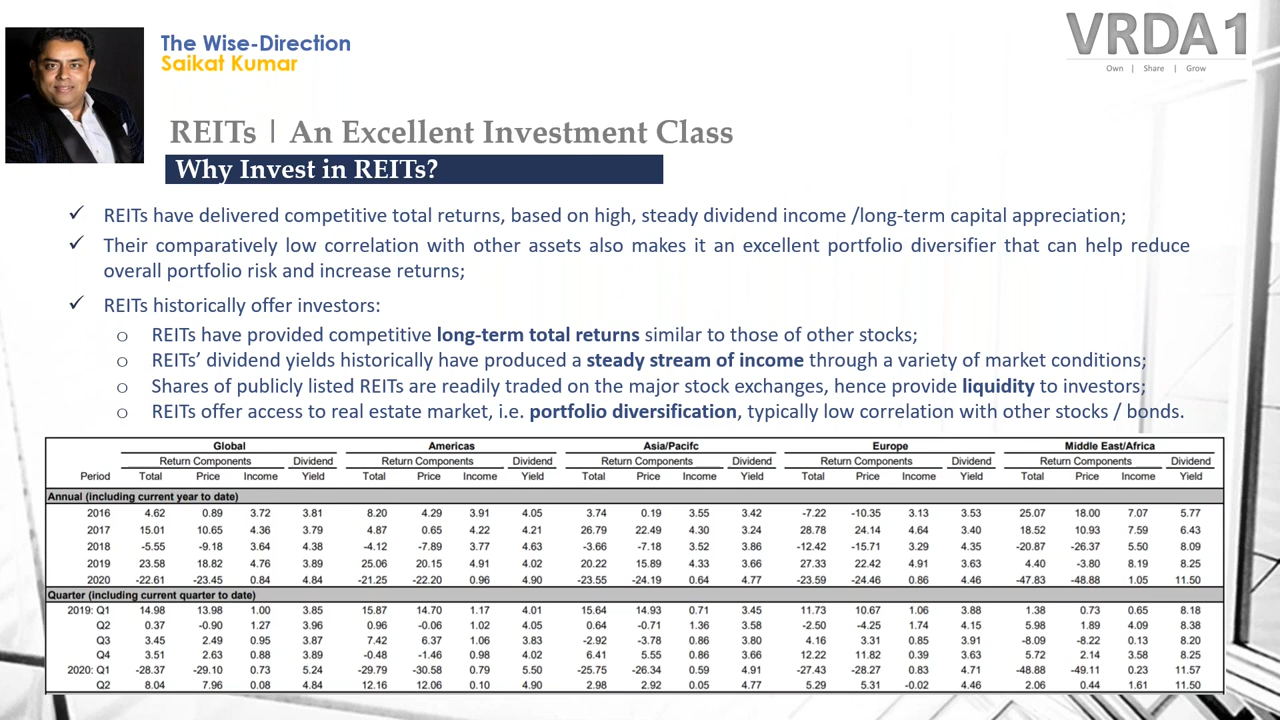 The Wise-Direction
Saikat Kumar
VRDA1
Own | Share | Grow
REITs | An Excellent Investment Class
Why Invest in REITs?
✓ REITs have delivered competitive total returns, based on high, steady dividend income /long-term capital appreciation;
✓ Their comparatively low correlation with other assets also makes it an excellent portfolio diversifier that can help reduce
overall portfolio risk and increase returns;
✓ REITs historically offer investors:
o REITs have provided competitive long-term total returns similar to those of other stocks;
o REITs' dividend yields historically have produced a steady stream of income through a variety of market conditions;
o Shares of publicly listed REITs are readily traded on the major stock exchanges, hence provide liquidity to investors;
o REITs offer access to real estate market, i.e. portfolio diversification, typically low correlation with other stocks / bonds.
Global Americas Asia/Pacifc Europe Middle East/Africa
Return Components Dividend Return Components Dividend Return Components Dividend Return Components Dividend Return Components Dividend
Period Total Price Income Yield Total Price Income Yield Total Price Income Yield Total Price Income Yield Total Price Income Yield
Annual (including current year to date)
2016 4.62 0.89 3.72 3.81 8.20 4.29 3.91 4.05 3.74 0.19 3.55 3.42 -7.22 -10.35 3.13 3.53 25.07 18.00 7.07 5.77
2017 15.01 10.65 4.36 3.79 4.87 0.65 4.22 4.21 26.79 22.49 4.30 3.24 28.78 24.14 4.64 3.40 18.52 10.93 7.59 6.43
2018 -5.55 -9.18 3.64 4.38 -4.12 -7.89 3.77 4.63 -3.66 -7.18 3.52 3.86 -12.42 -15.71 3.29 4.35 -20.87 -26.37 5.50 8.09
2019 23.58 18.82 4.76 3.89 25.06 20.15 4.91 4.02 20.22 15.89 4.33 3.66 27.33 22.42 4.91 3.63 4.40 -3.80 8.19 8.25
2020 -22.61 -23.45 0.84 4.84 -21.25 -22.20 0.96 4.90 -23.55 -24.19 0.64 4.77 -23.59 -24.46 0.86 4.46 -47.83 -48.88 1.05 11.50
Quarter (including current quarter to date)
2019: Q1 14.98 13.98 1.00 3.85 15.87 14.70 1.17 4.01 15.64 14.93 0.71 3.45 11.73 10.67 1.06 3.88 1.38 0.73 0.65 8.18
Q2 0.37 -0.90 1.27 3.96 0.96 -0.06 1.02 4.05 0.64 -0.71 1.36 3.58 -2.50 -4.25 1.74 4.15 5.98 1.89 4.09 8.38
Q3 3.45 2.49 0.95 3.87 7.42 6.37 1.06 3.83 -2.92 -3.78 0.86 3.80 4.16 3.31 0.85 3.91 -8.09 -8.22 0.13 8.20
Q4 3.51 2.63 0.88 3.89 -0.48 -1.46 0.98 4.02 6.41 5.55 0.86 3.66 12.22 11.82 0.39 3.63 5.72 2.14 3.58 8.25
2020: Q1 -28.37 -29.10 0.73 5.24 -29.79 -30.58 0.79 5.50 -25.75 -26.34 0.59 4.91 -27.43 -28.27 0.83 4.71 -48.88 -49.11 0.23 11.57
Q2 8.04 7.96 0.08 4.84 12.16 12.06 0.10 4.90 2.98 2.92 0.05 4.77 5.29 5.31 -0.02 4.46 2.06 0.44 1.61 11.50